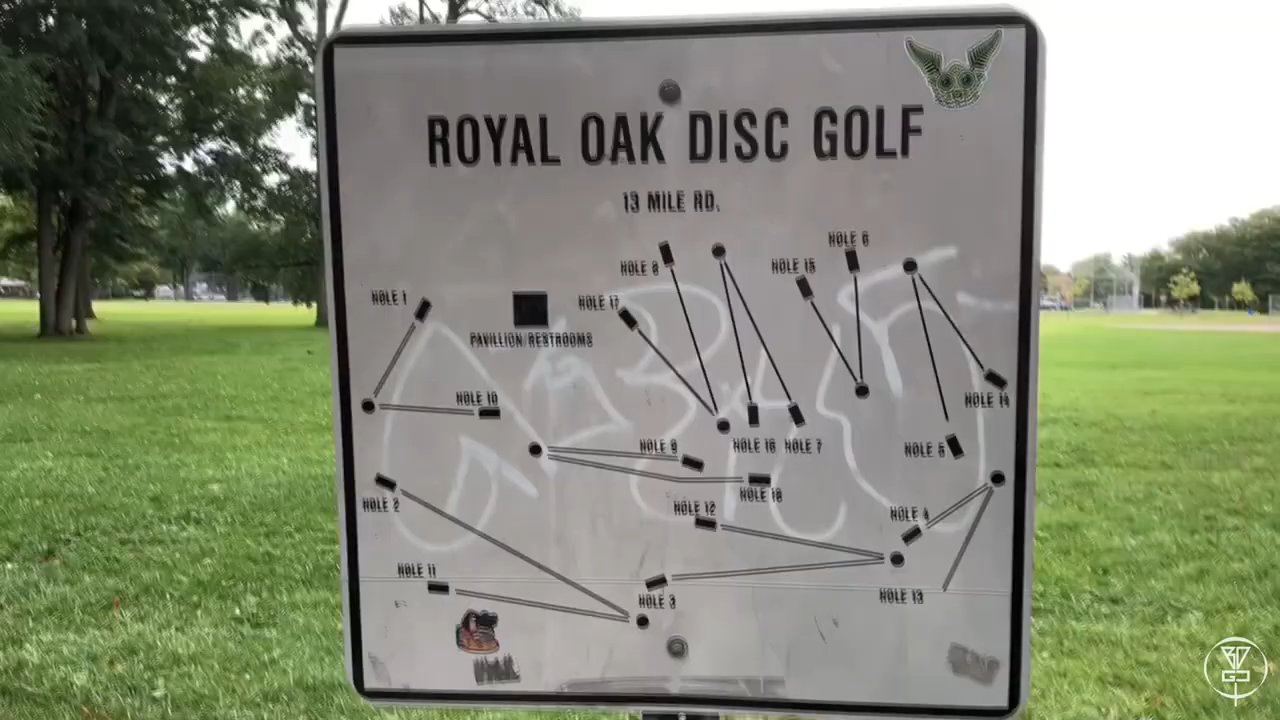 ROYAL OAK DISC GOLF
13 MILE RD.
HOLE 6
HOLE 8
HOLE 15
HOLE 1
HOLE 17
PAVILLION/RESTROOMS
HOLE 10
HOLE 14
HOLE 9
HOLE 16
HOLE 7
HOLE 5
HOLE 18
HOLE 2
HOLE 12
HOLE 4
HOLE 11
HOLE 3
HOLE 13